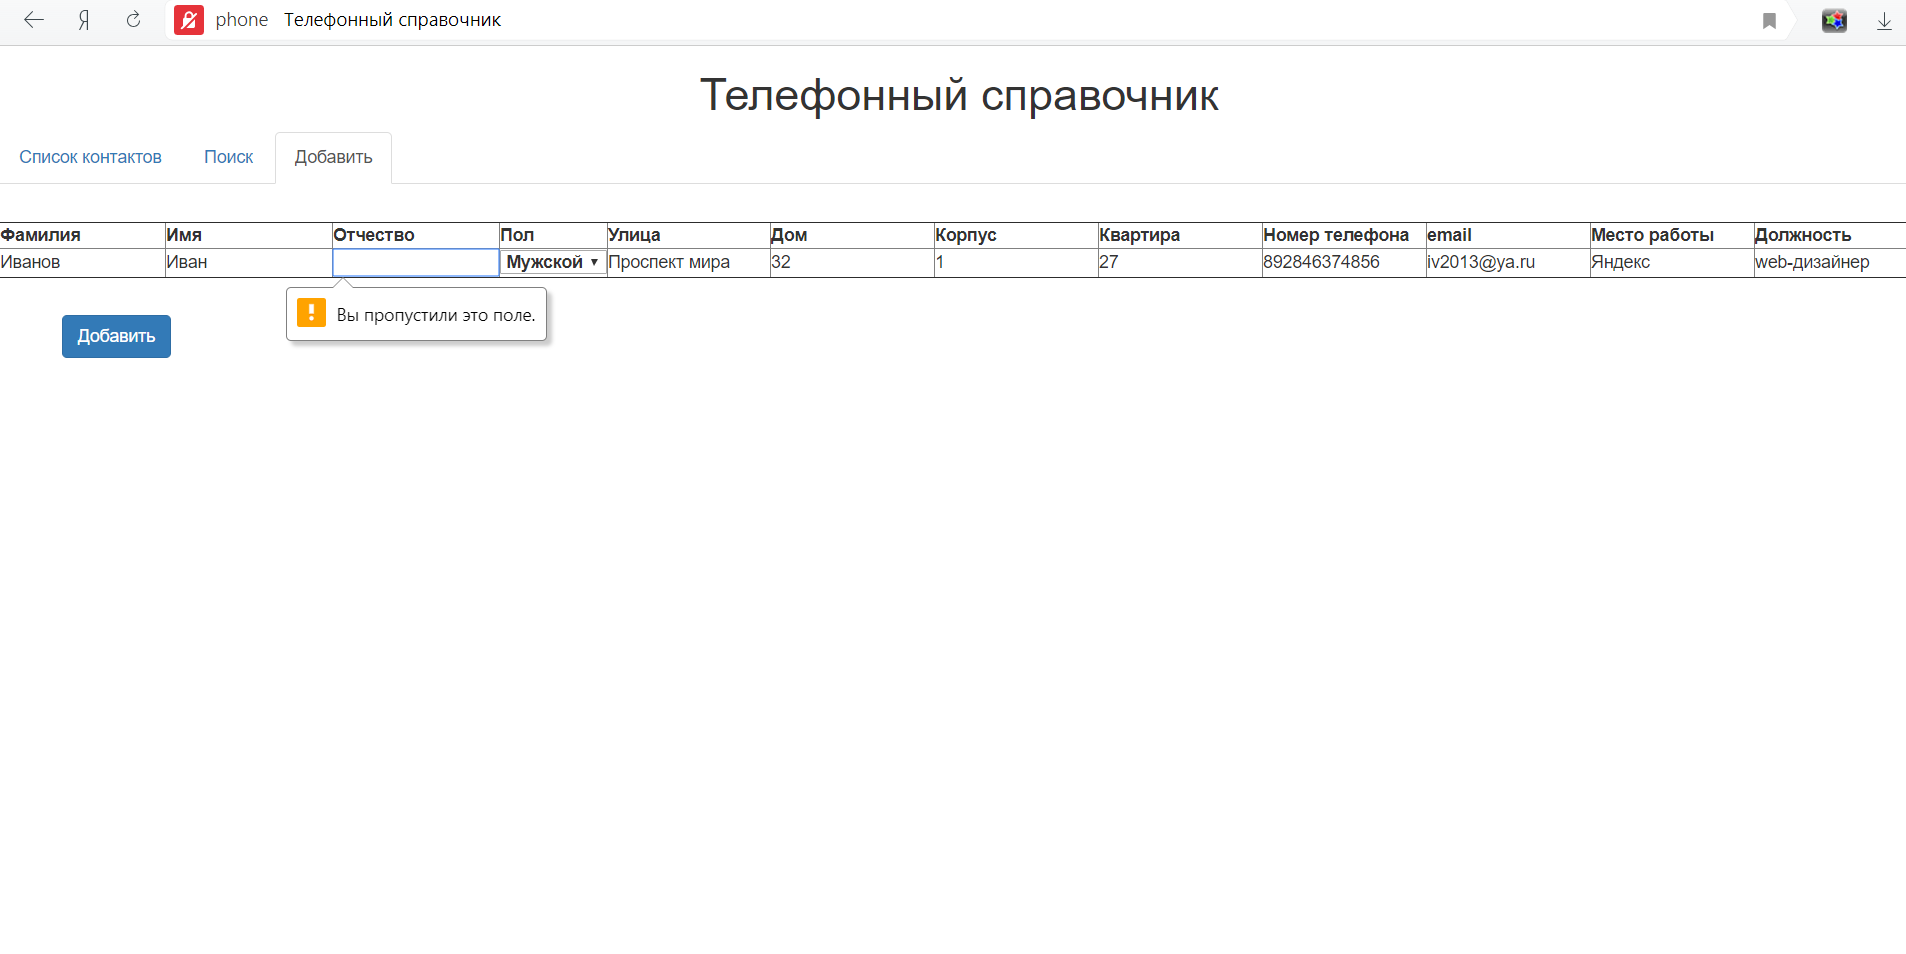 phone Телефонный справочник
Телефонный справочник
Список контактов Поиск Добавить
Фамилия Имя Отчество Пол Улица Дом Корпус Квартира Номер телефона email Место работы Должность
Иванов Иван Мужской Проспект мира 32 1 27 892846374856 iv2013@ya.ru Яндекс web-дизайнер
Вы пропустили это поле.
Добавить